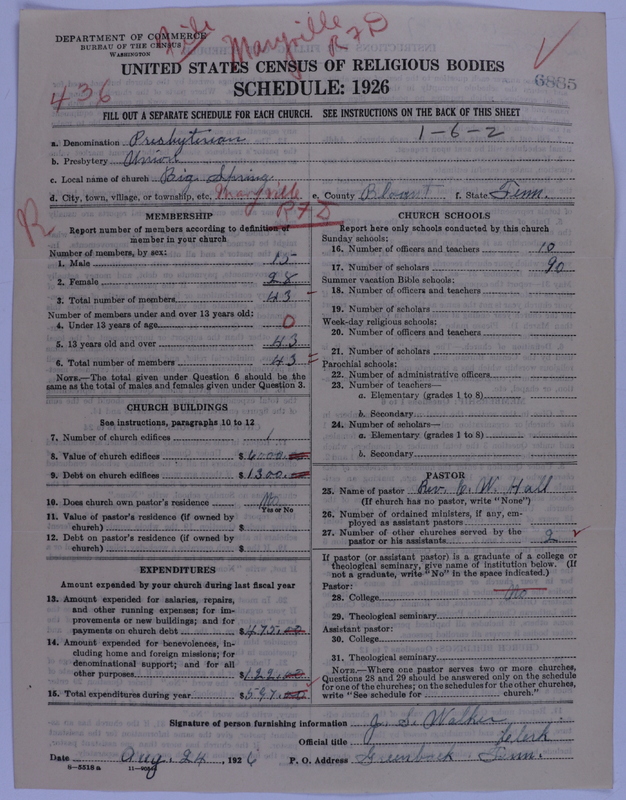 DEPARTMENT OF COMMERCE
BUREAU OF THE CENSUS
WASHINGTON
Maryville
R F D
UNITED STATES CENSUS OF RELIGIOUS BODIES
SCHEDULE: 1926
6885
436
FILL OUT A SEPARATE SCHEDULE FOR EACH CHURCH. SEE INSTRUCTIONS ON THE BACK OF THIS SHEET
1-6-2
a. Denomination Presbyterian
b. Presbytery Union
c. Local name of church Big Spring
d. City, town, village, or township, etc. Maryville e. County Blount f. State Tenn.
R F D
R
MEMBERSHIP
Report number of members according to definition of
member in your church
Number of members, by sex:
1. Male 15
2. Female 28
3. Total number of members 43
Number of members under and over 13 years old:
4. Under 13 years of age 0
5. 13 years old and over 43
6. Total number of members 43
NOTE.—The total given under Question 6 should be the
same as the total of males and females given under Question 3.
CHURCH BUILDINGS
See instructions, paragraphs 10 to 12
7. Number of church edifices 1
8. Value of church edifices $6000.00
9. Debt on church edifices $1300.00
10. Does church own pastor's residence No
Yes or No
11. Value of pastor's residence (if owned by
church) $
12. Debt on pastor's residence (if owned by
church) $
EXPENDITURES
Amount expended by your church during last fiscal year
13. Amount expended for salaries, repairs,
and other running expenses; for im-
provements or new buildings; and for
payments on church debt $475.00
14. Amount expended for benevolences, in-
cluding home and foreign missions; for
denominational support; and for all
other purposes $122.00
15. Total expenditures during year $597.00
CHURCH SCHOOLS
Report here only schools conducted by this church
Sunday schools:
16. Number of officers and teachers 10
17. Number of scholars 90
Summer vacation Bible schools:
18. Number of officers and teachers
19. Number of scholars
Week-day religious schools:
20. Number of officers and teachers
21. Number of scholars
Parochial schools:
22. Number of administrative officers
23. Number of teachers—
a. Elementary (grades 1 to 8)
b. Secondary
24. Number of scholars—
a. Elementary (grades 1 to 8)
b. Secondary
PASTOR
25. Name of pastor Rev. C. W. Hall
(If church has no pastor, write "None")
26. Number of ordained ministers, if any, em-
ployed as assistant pastors
27. Number of other churches served by the
pastor or his assistants 2
If pastor (or assistant pastor) is a graduate of a college or
theological seminary, give name of institution below. (If
not a graduate, write "No" in the space indicated.)
Pastor:
28. College No
29. Theological seminary
Assistant pastor:
30. College
31. Theological seminary
NOTE.—Where one pastor serves two or more churches,
Questions 28 and 29 should be answered only on the schedule
for one of the churches; on the schedules for the other churches,
write "See schedule for church."
Signature of person furnishing information J. S. Walker
Official title Clerk
Date Aug. 24, 1926 P. O. Address Greenback Tenn.
6—5518 a